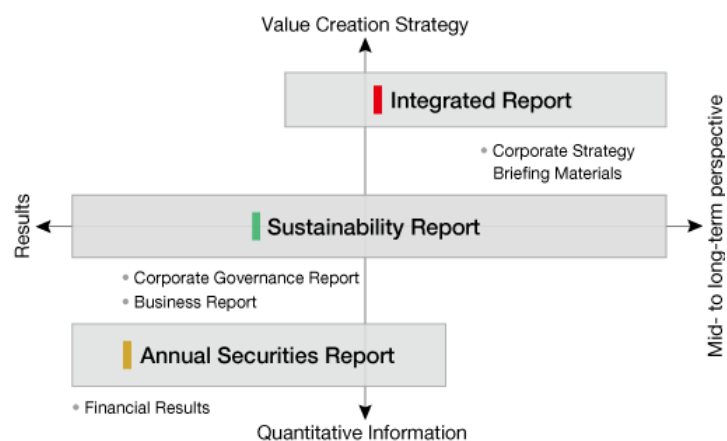 Value Creation Strategy
Integrated Report
• Corporate Strategy
Briefing Materials
Results
Sustainability Report
Mid- to long-term perspective
• Corporate Governance Report
• Business Report
Annual Securities Report
• Financial Results
Quantitative Information